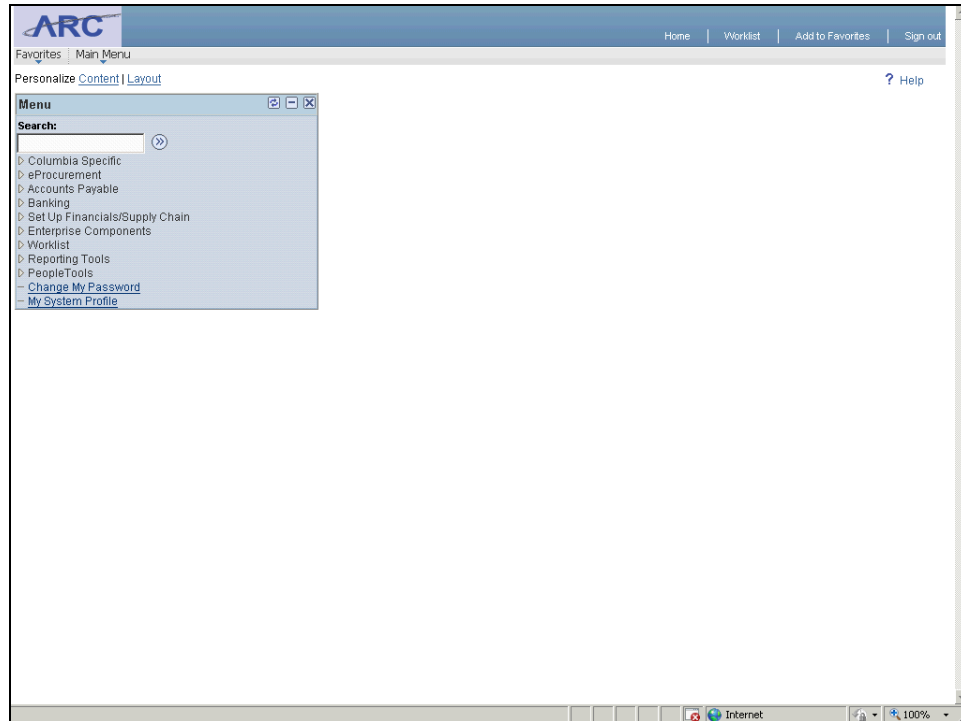 ARC
Home | Worklist | Add to Favorites | Sign out
Favorites Main Menu
Personalize Content | Layout
? Help
Menu
Search:
Columbia Specific
eProcurement
Accounts Payable
Banking
Set Up Financials/Supply Chain
Enterprise Components
Worklist
Reporting Tools
PeopleTools
Change My Password
My System Profile
Internet
100%